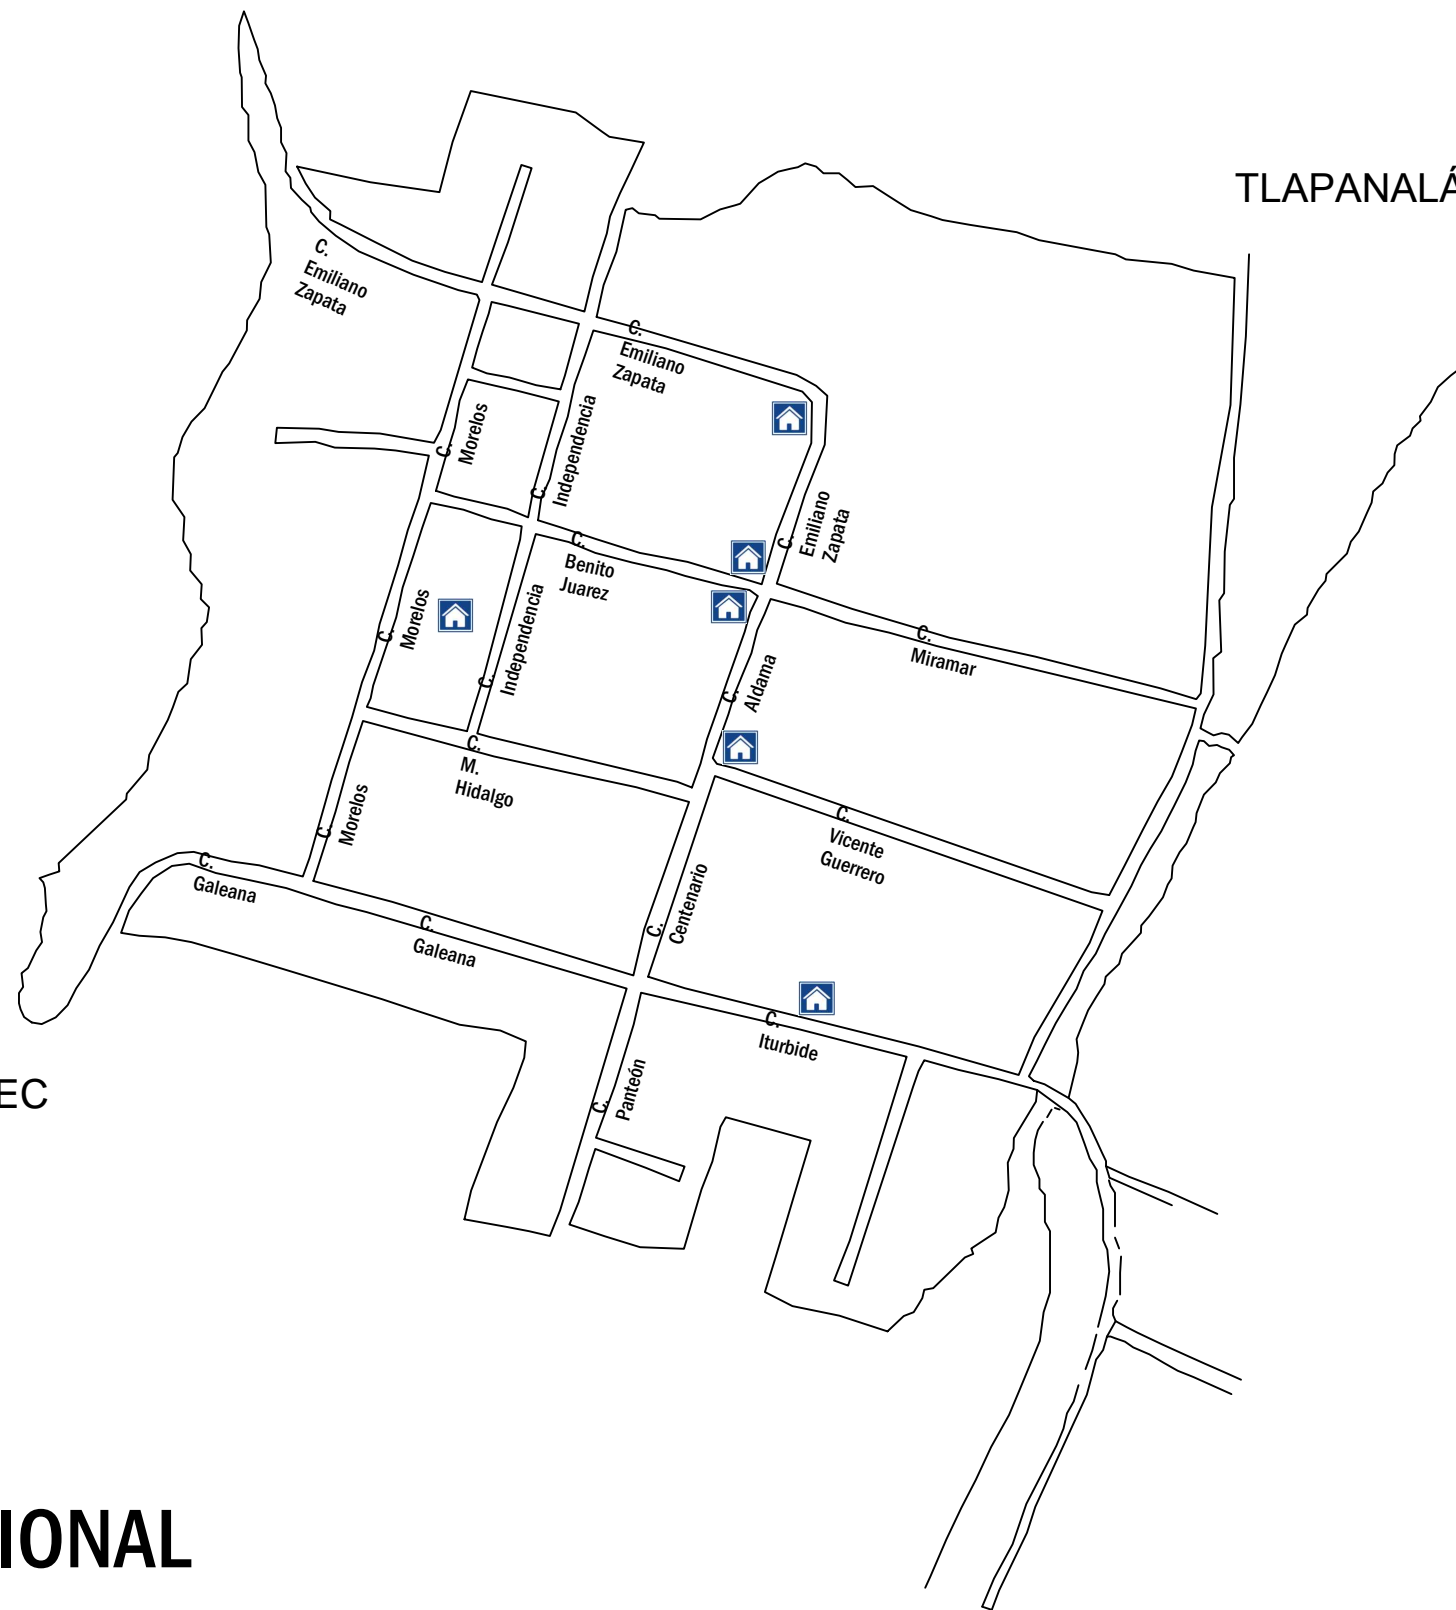 TLAPANALÁ
C.
Emiliano
Zapata
C.
Emiliano
Zapata
C. Morelos
C. Independencia
C. Emiliano
Zapata
C.
Benito
Juarez
C. Morelos
C. Independencia
C.
Miramar
C. Aldama
C.
M.
Hidalgo
C. Morelos
C.
Vicente
Guerrero
C.
Galeana
C. Centenario
C.
Galeana
C.
Iturbide
C. Panteón
EC
IONAL